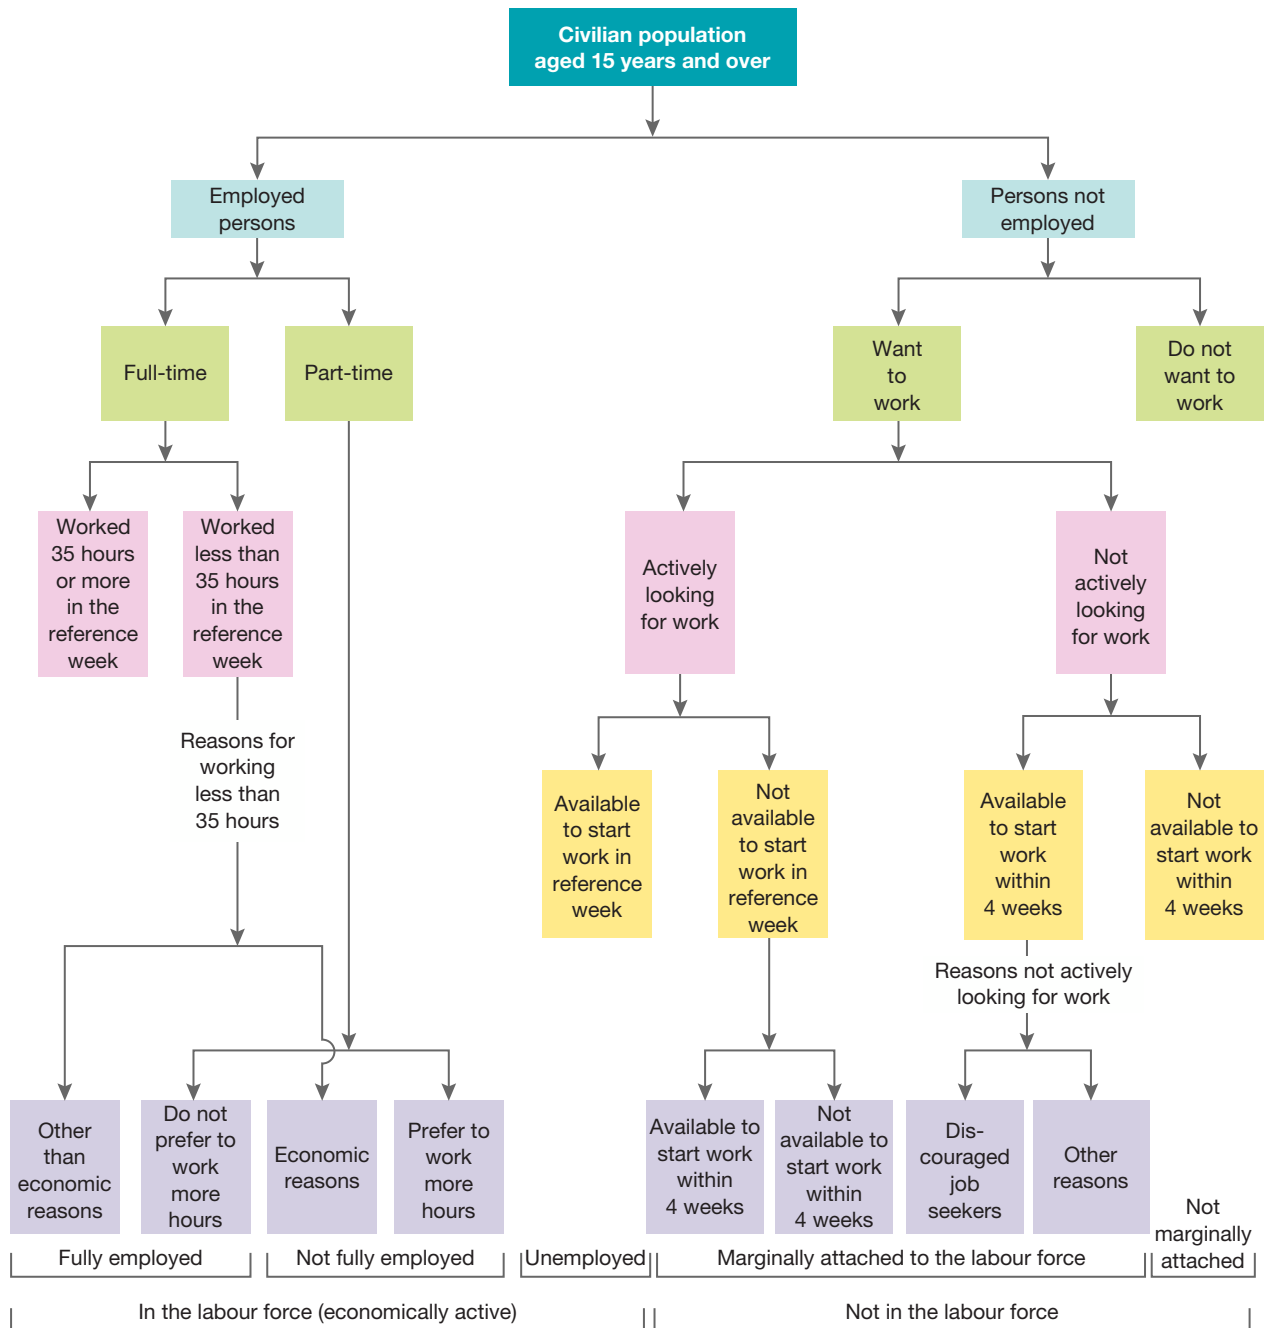 Civilian population
aged 15 years and over
Employed
persons
Persons not
employed
Full-time
Part-time
Want
to
work
Do not
want to
work
Worked
35 hours
or more
in the
reference
week
Worked
less than
35 hours
in the
reference
week
Actively
looking
for work
Not
actively
looking
for work
Reasons for
working
less than
35 hours
Available
to start
work in
reference
week
Not
available
to start
work in
reference
week
Available
to start
work
within
4 weeks
Not
available to
start work
within
4 weeks
Reasons not actively
looking for work
Other
than
economic
reasons
Do not
prefer to
work
more
hours
Economic
reasons
Prefer to
work
more
hours
Available to
start work
within
4 weeks
Not
available to
start work
within
4 weeks
Dis-
couraged
job
seekers
Other
reasons
Fully employed
Not fully employed
Unemployed
Marginally attached to the labour force
Not
marginally
attached
In the labour force (economically active)
Not in the labour force